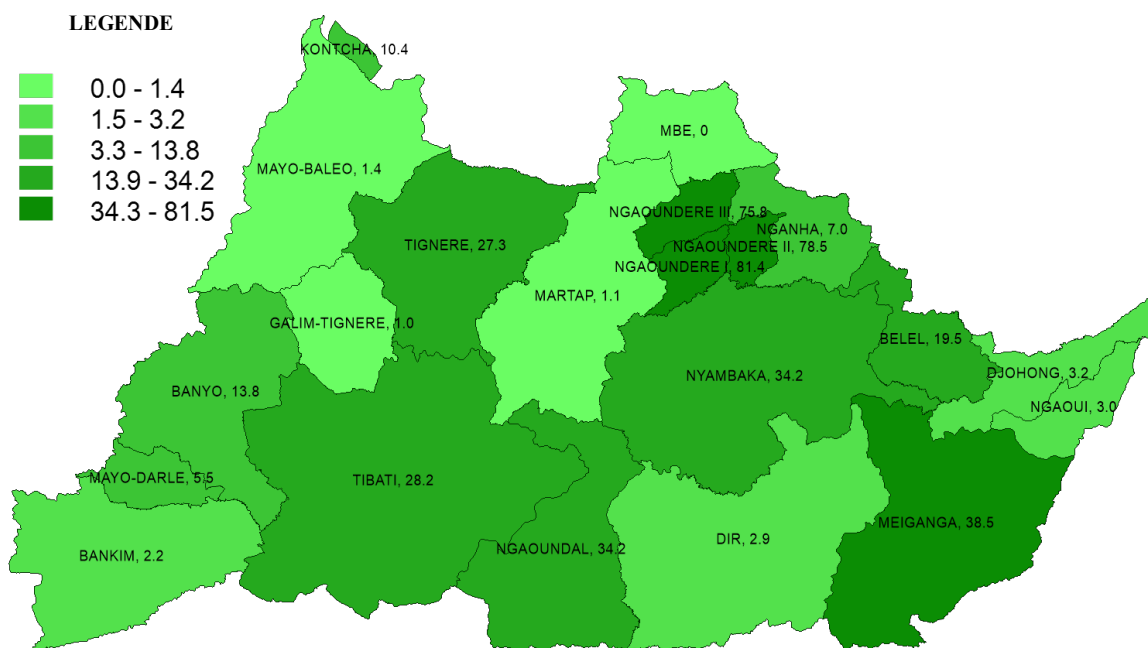 LEGENDE
0.0 - 1.4
1.5 - 3.2
3.3 - 13.8
13.9 - 34.2
34.3 - 81.5
KONTCHA, 10.4
MBE, 0
MAYO-BALEO, 1.4
NGAOUNDERE III, 75.8
NGANHA, 7.0
TIGNERE, 27.3
NGAOUNDERE II, 78.5
NGAOUNDERE I, 81.4
MARTAP, 1.1
GALIM-TIGNERE, 1.0
BELEL, 19.5
NYAMBAKA, 34.2
DJOHONG, 3.2
BANYO, 13.8
NGAOUI, 3.0
MAYO-DARLE, 5.5
TIBATI, 28.2
MEIGANGA, 38.5
DIR, 2.9
NGAOUNDAL, 34.2
BANKIM, 2.2